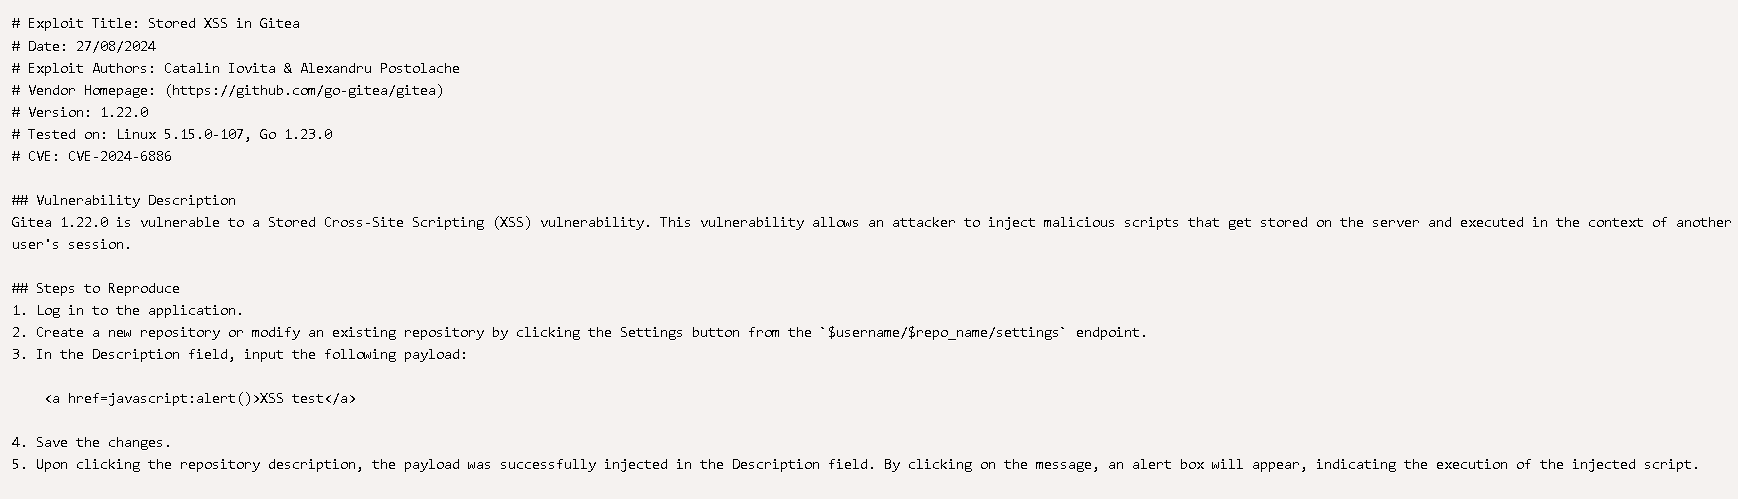 # Exploit Title: Stored XSS in Gitea
# Date: 27/08/2024
# Exploit Authors: Catalin Iovita & Alexandru Postolache
# Vendor Homepage: (https://github.com/go-gitea/gitea)
# Version: 1.22.0
# Tested on: Linux 5.15.0-107, Go 1.23.0
# CVE: CVE-2024-6886
## Vulnerability Description
Gitea 1.22.0 is vulnerable to a Stored Cross-Site Scripting (XSS) vulnerability. This vulnerability allows an attacker to inject malicious scripts that get stored on the server and executed in the context of another
user's session.
## Steps to Reproduce
1. Log in to the application.
2. Create a new repository or modify an existing repository by clicking the Settings button from the `$username/$repo_name/settings` endpoint.
3. In the Description field, input the following payload:
<a href=javascript:alert()>XSS test</a>
4. Save the changes.
5. Upon clicking the repository description, the payload was successfully injected in the Description field. By clicking on the message, an alert box will appear, indicating the execution of the injected script.